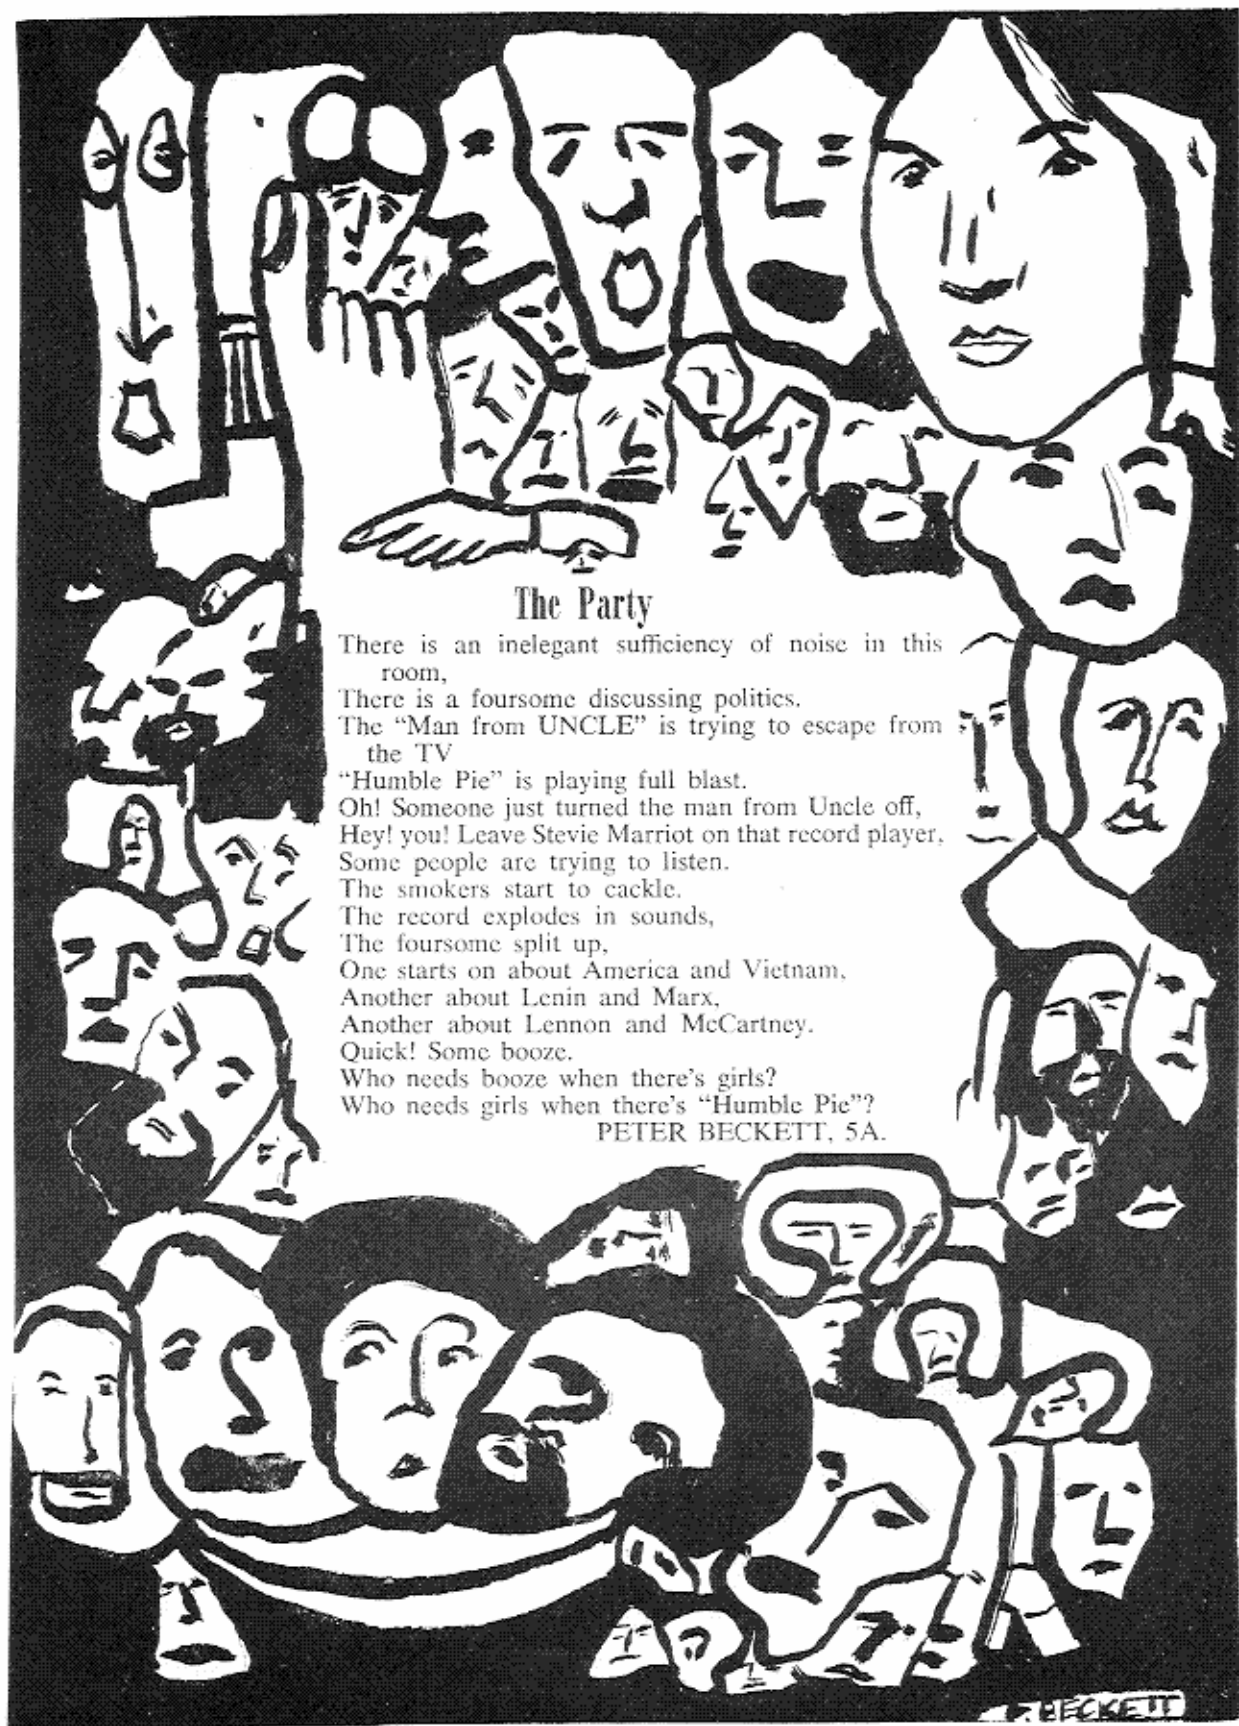 The Party
There is an inelegant sufficiency of noise in this
room,
There is a foursome discussing politics.
The “Man from UNCLE” is trying to escape from
the TV
“Humble Pie” is playing full blast.
Oh! Someone just turned the man from Uncle off,
Hey! you! Leave Stevie Marriot on that record player,
Some people are trying to listen.
The smokers start to cackle.
The record explodes in sounds,
The foursome split up,
One starts on about America and Vietnam,
Another about Lenin and Marx,
Another about Lennon and McCartney.
Quick! Some booze.
Who needs booze when there's girls?
Who needs girls when there's “Humble Pie”?
PETER BECKETT, 5A.
P. BECKETT